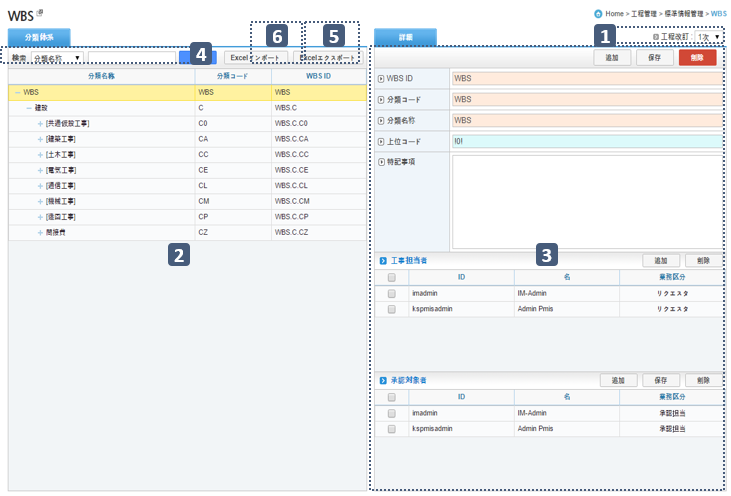 WBS
Home > 工程管理 > 標準情報管理 > WBS
分類体系
6
5
詳細
1
工程改訂 : 1次
検索
分類名称
4
Excelインポート
Excelエクスポート
追加
保存
削除
分類名称
分類コード
WBS ID
WBS
WBS
WBS
建設
C
WBS.C
[共通仮設工事]
C0
WBS.C.C0
[建築工事]
CA
WBS.C.CA
[土木工事]
CC
WBS.C.CC
[電気工事]
CE
WBS.C.CE
[通信工事]
CL
WBS.C.CL
[機械工事]
CM
WBS.C.CM
[造園工事]
CP
WBS.C.CP
間接費
CZ
WBS.C.CZ
2
WBS ID
WBS
分類コード
WBS
分類名称
WBS
上位コード
!0!
特記事項
3
工事担当者
追加
削除
ID
名
業務区分
imadmin
IM-Admin
リクエスタ
kspmisadmin
Admin Pmis
リクエスタ
承認対象者
追加
保存
削除
ID
名
業務区分
imadmin
IM-Admin
承認担当
kspmisadmin
Admin Pmis
承認担当